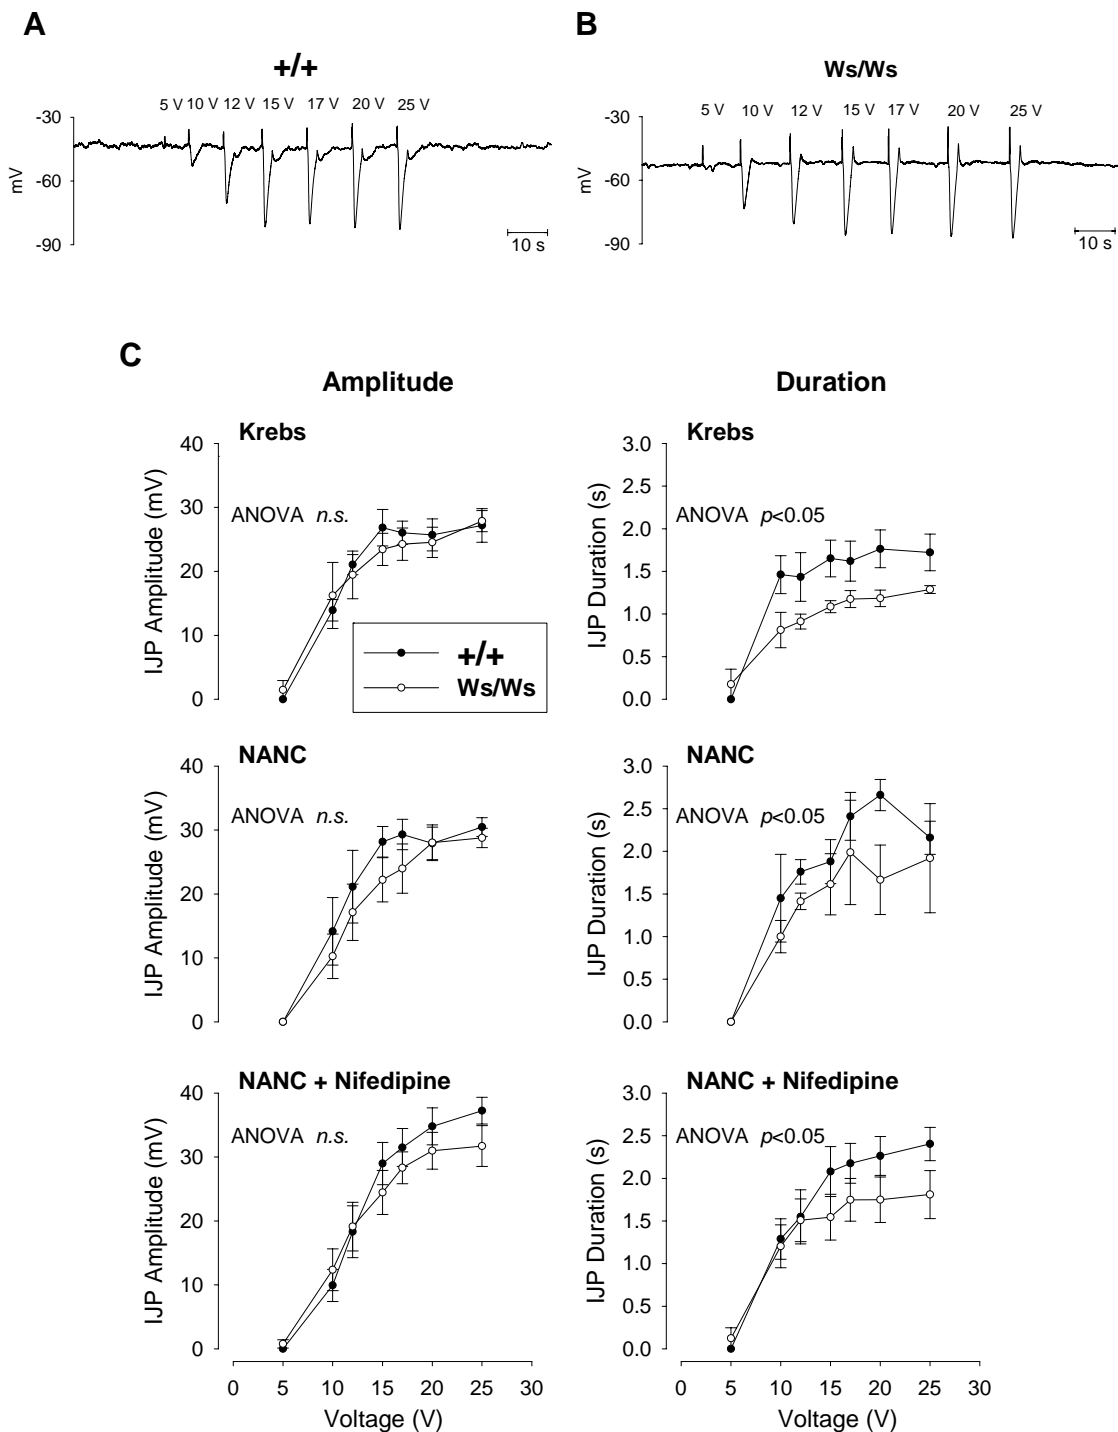 A
+/+
5 V 10 V 12 V 15 V 17 V 20 V 25 V
-30
-60
-90
mV
10 s
B
Ws/Ws
5 V 10 V 12 V 15 V 17 V 20 V 25 V
-30
-60
-90
mV
10 s
C
Amplitude
Duration
Krebs
ANOVA n.s.
IJP Amplitude (mV)
40
30
20
10
0
+/+
Ws/Ws
Krebs
ANOVA p<0.05
IJP Duration (s)
3.0
2.5
2.0
1.5
1.0
0.5
0.0
NANC
ANOVA n.s.
IJP Amplitude (mV)
40
30
20
10
0
NANC
ANOVA p<0.05
IJP Duration (s)
3.0
2.5
2.0
1.5
1.0
0.5
0.0
NANC + Nifedipine
ANOVA n.s.
IJP Amplitude (mV)
40
30
20
10
0
0 5 10 15 20 25 30
Voltage (V)
NANC + Nifedipine
ANOVA p<0.05
IJP Duration (s)
3.0
2.5
2.0
1.5
1.0
0.5
0.0
0 5 10 15 20 25 30
Voltage (V)